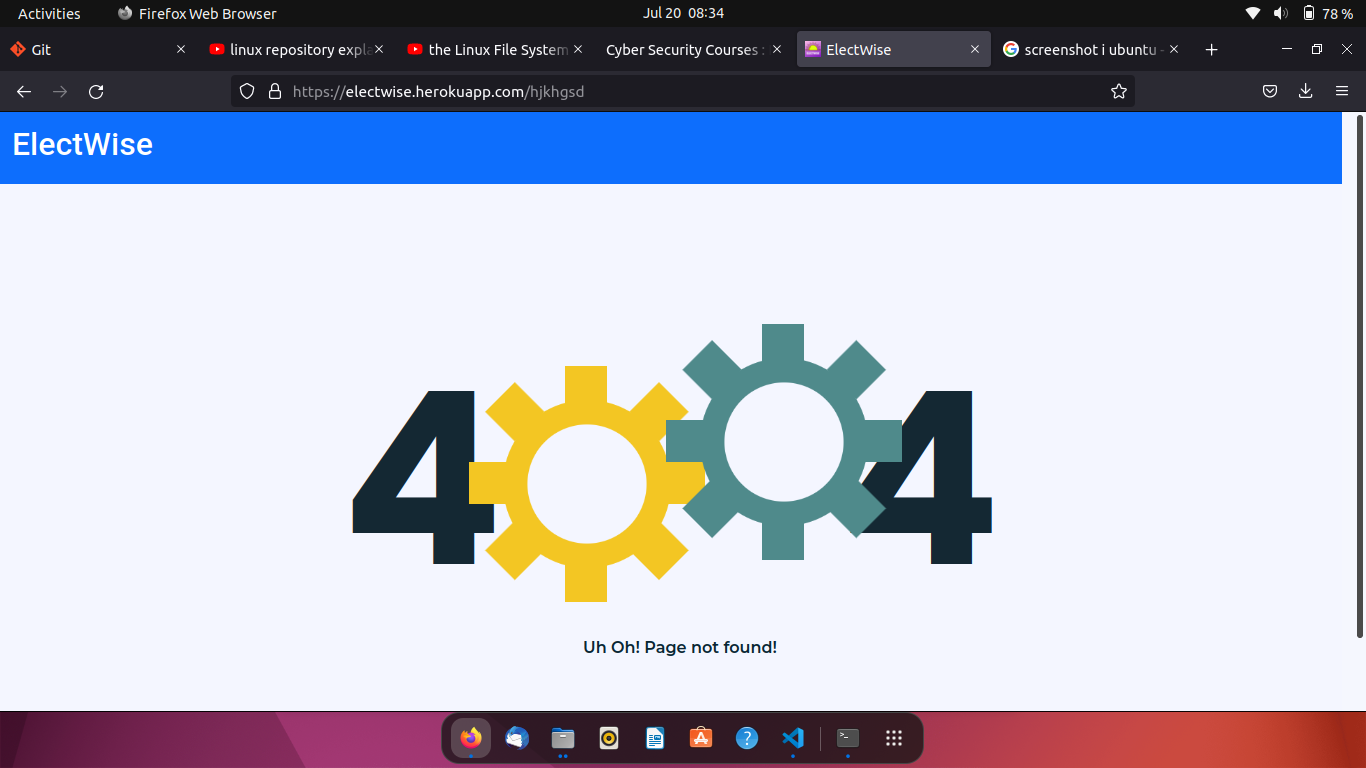 Activities Firefox Web Browser Jul 20 08:34 78 %
Git linux repository expla the Linux File System Cyber Security Courses : ElectWise screenshot i ubuntu -
https://electwise.herokuapp.com/hjkhgsd
ElectWise
4 4
Uh Oh! Page not found!